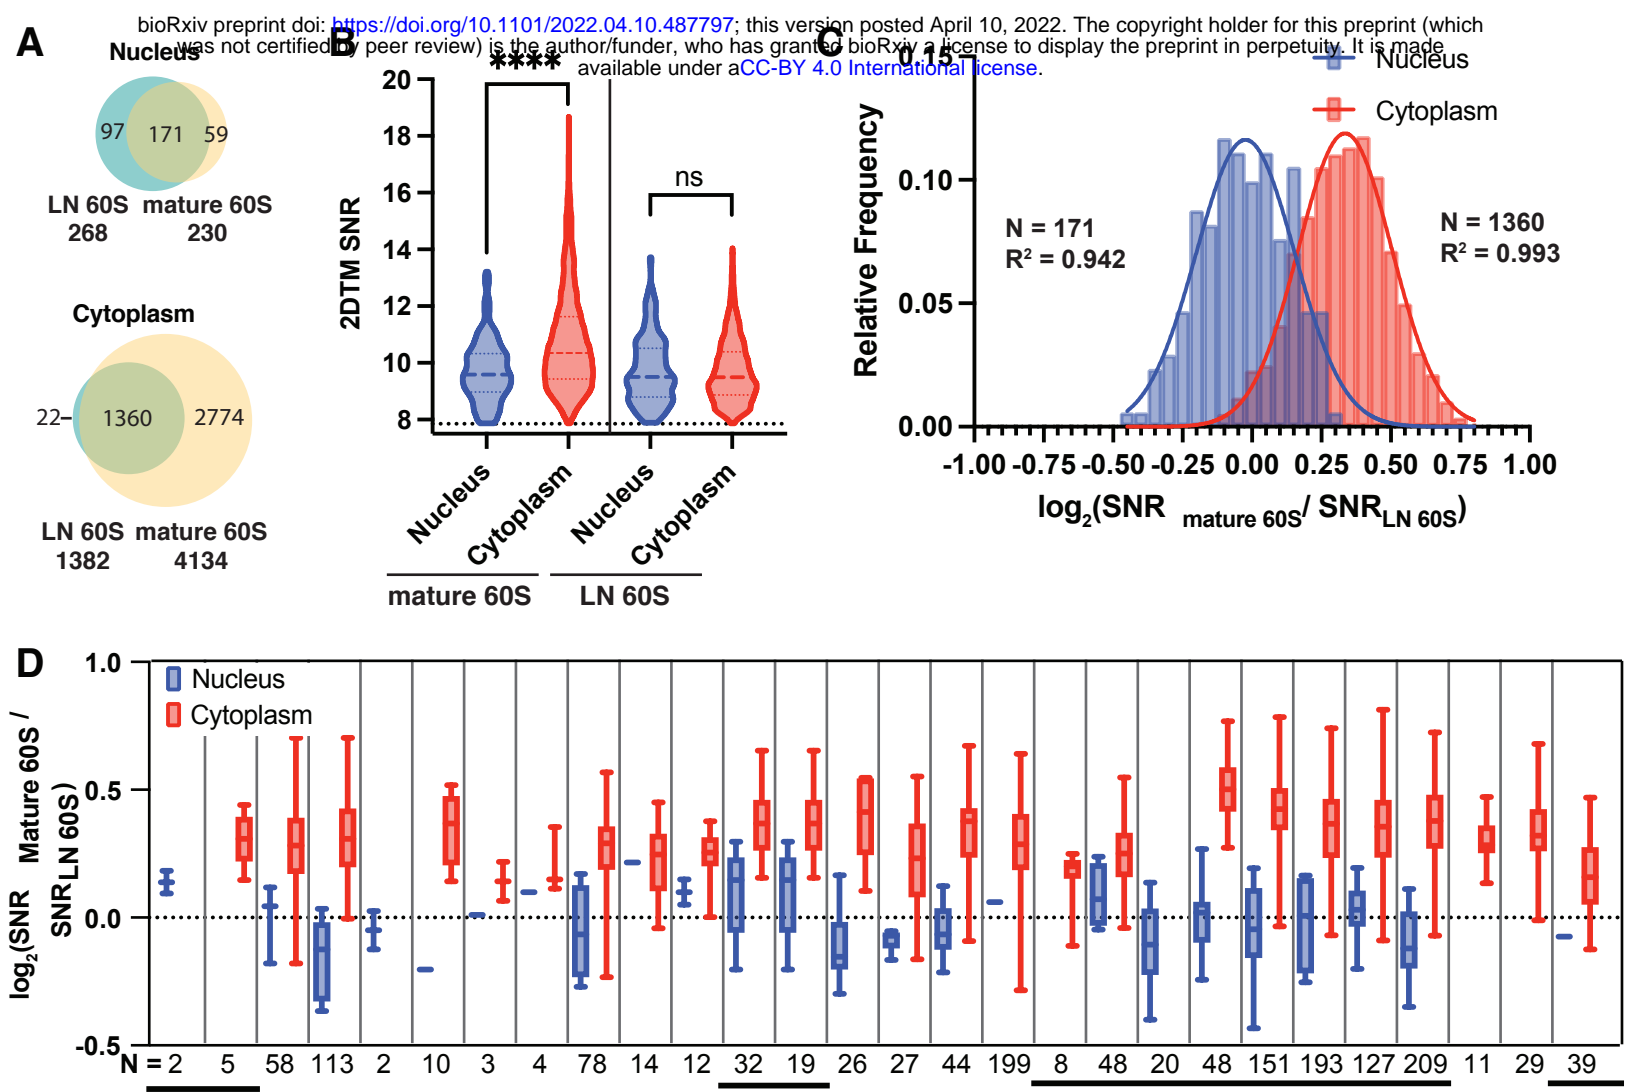 bioRxiv preprint doi: https://doi.org/10.1101/2022.04.10.487797; this version posted April 10, 2022. The copyright holder for this preprint (which
was not certified by peer review) is the author/funder, who has granted bioRxiv a license to display the preprint in perpetuity. It is made
available under aCC-BY 4.0 International license.
A
Nucleus
97 171 59
LN 60S mature 60S
268 230
Cytoplasm
22 1360 2774
LN 60S mature 60S
1382 4134
B
2DTM SNR
20
18
16
14
12
10
8
****
ns
Nucleus Cytoplasm Nucleus Cytoplasm
mature 60S LN 60S
C
Relative Frequency
0.15
0.10
0.05
0.00
Nucleus
Cytoplasm
N = 171
R² = 0.942
N = 1360
R² = 0.993
-1.00 -0.75 -0.50 -0.25 0.00 0.25 0.50 0.75 1.00
log₂(SNR mature 60S/ SNR LN 60S)
D
log₂(SNR Mature 60S /
SNR LN 60S)
1.0
0.5
0.0
-0.5
Nucleus
Cytoplasm
N = 2 5 58 113 2 10 3 4 78 14 12 32 19 26 27 44 199 8 48 20 48 151 193 127 209 11 29 39